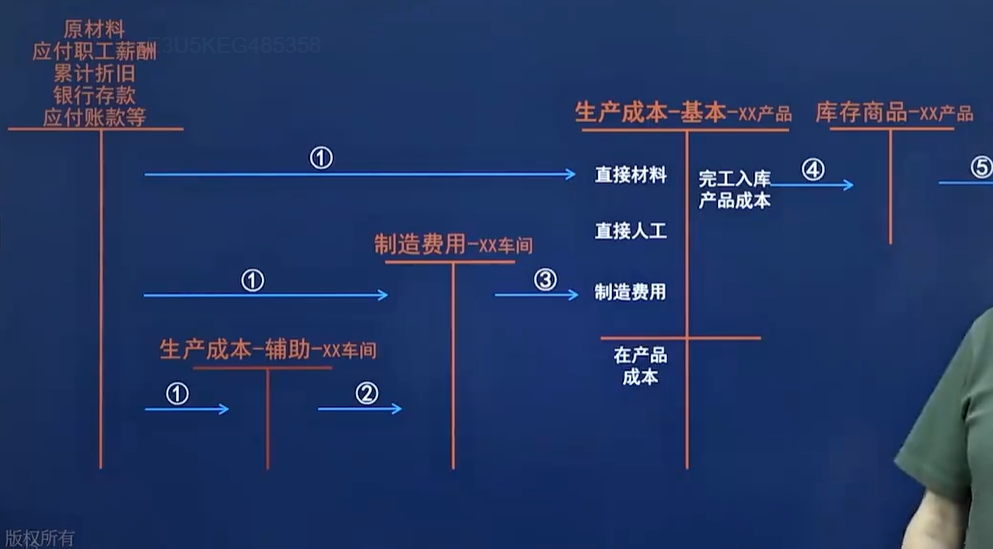 原材料
应付职工薪酬
累计折旧
银行存款
应付账款等
E3U5KEG485358
生产成本-基本-xx产品
库存商品-xx产品
①
④
⑤
直接材料
完工入库
产品成本
直接人工
制造费用-xx车间
①
③
制造费用
生产成本-辅助-xx车间
在产品
成本
①
②
版权所有